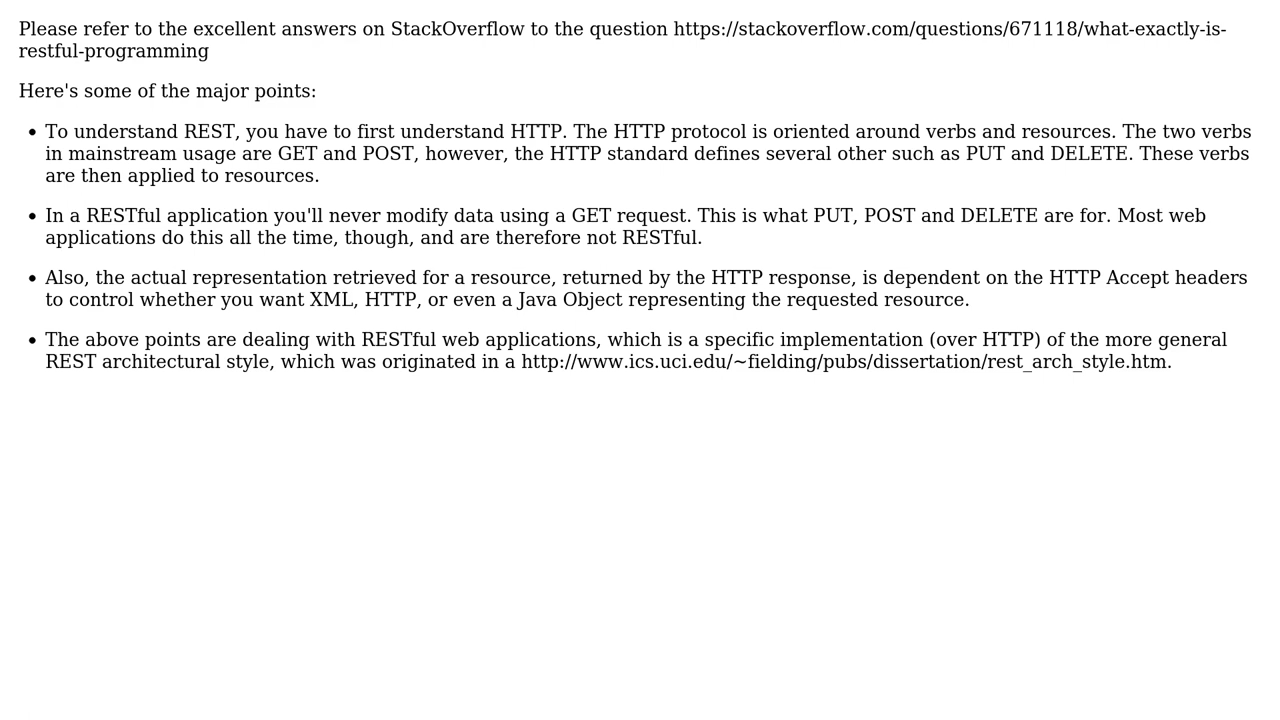 Please refer to the excellent answers on StackOverflow to the question https://stackoverflow.com/questions/671118/what-exactly-is-
restful-programming
Here's some of the major points:
• To understand REST, you have to first understand HTTP. The HTTP protocol is oriented around verbs and resources. The two verbs
in mainstream usage are GET and POST, however, the HTTP standard defines several other such as PUT and DELETE. These verbs
are then applied to resources.
• In a RESTful application you'll never modify data using a GET request. This is what PUT, POST and DELETE are for. Most web
applications do this all the time, though, and are therefore not RESTful.
• Also, the actual representation retrieved for a resource, returned by the HTTP response, is dependent on the HTTP Accept headers
to control whether you want XML, HTTP, or even a Java Object representing the requested resource.
• The above points are dealing with RESTful web applications, which is a specific implementation (over HTTP) of the more general
REST architectural style, which was originated in a http://www.ics.uci.edu/~fielding/pubs/dissertation/rest_arch_style.htm.